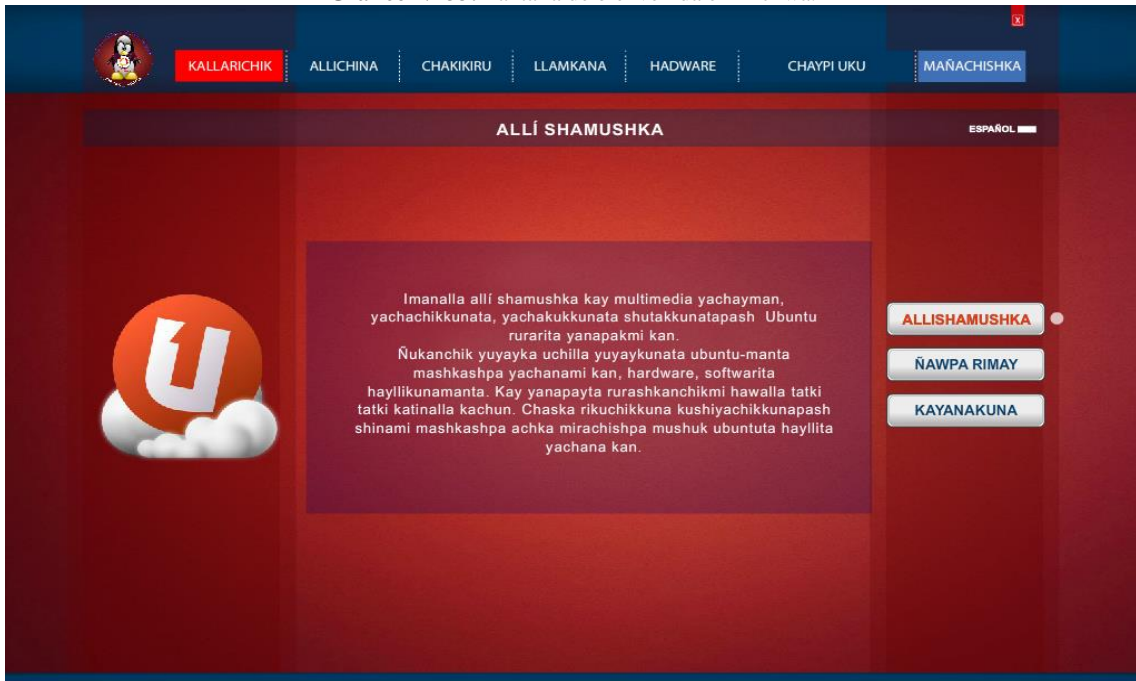 x
KALLARICHIK ALLICHINA CHAKIKIRU LLAMKANA HADWARE CHAYPI UKU MAÑACHISHKA
ALLÍ SHAMUSHKA
ESPAÑOL
Imanalla allí shamushka kay multimedia yachayman,
yachachikkunata, yachakukkunata shutakkunatapash Ubuntu
rurarita yanapakmi kan.
Ñukanchik yuyayka uchilla yuyaykunata ubuntu-manta
mashkashpa yachanami kan, hardware, softwarita
hayllikunamanta. Kay yanapayta rurashkanchikmi hawalla tatki
tatki katinalla kachun. Chaska rikuchikkuna kushiyachikkunapash
shinami mashkashpa achka mirachishpa mushuk ubuntuta hayllita
yachana kan.
ALLISHAMUSHKA
ÑAWPA RIMAY
KAYANAKUNA